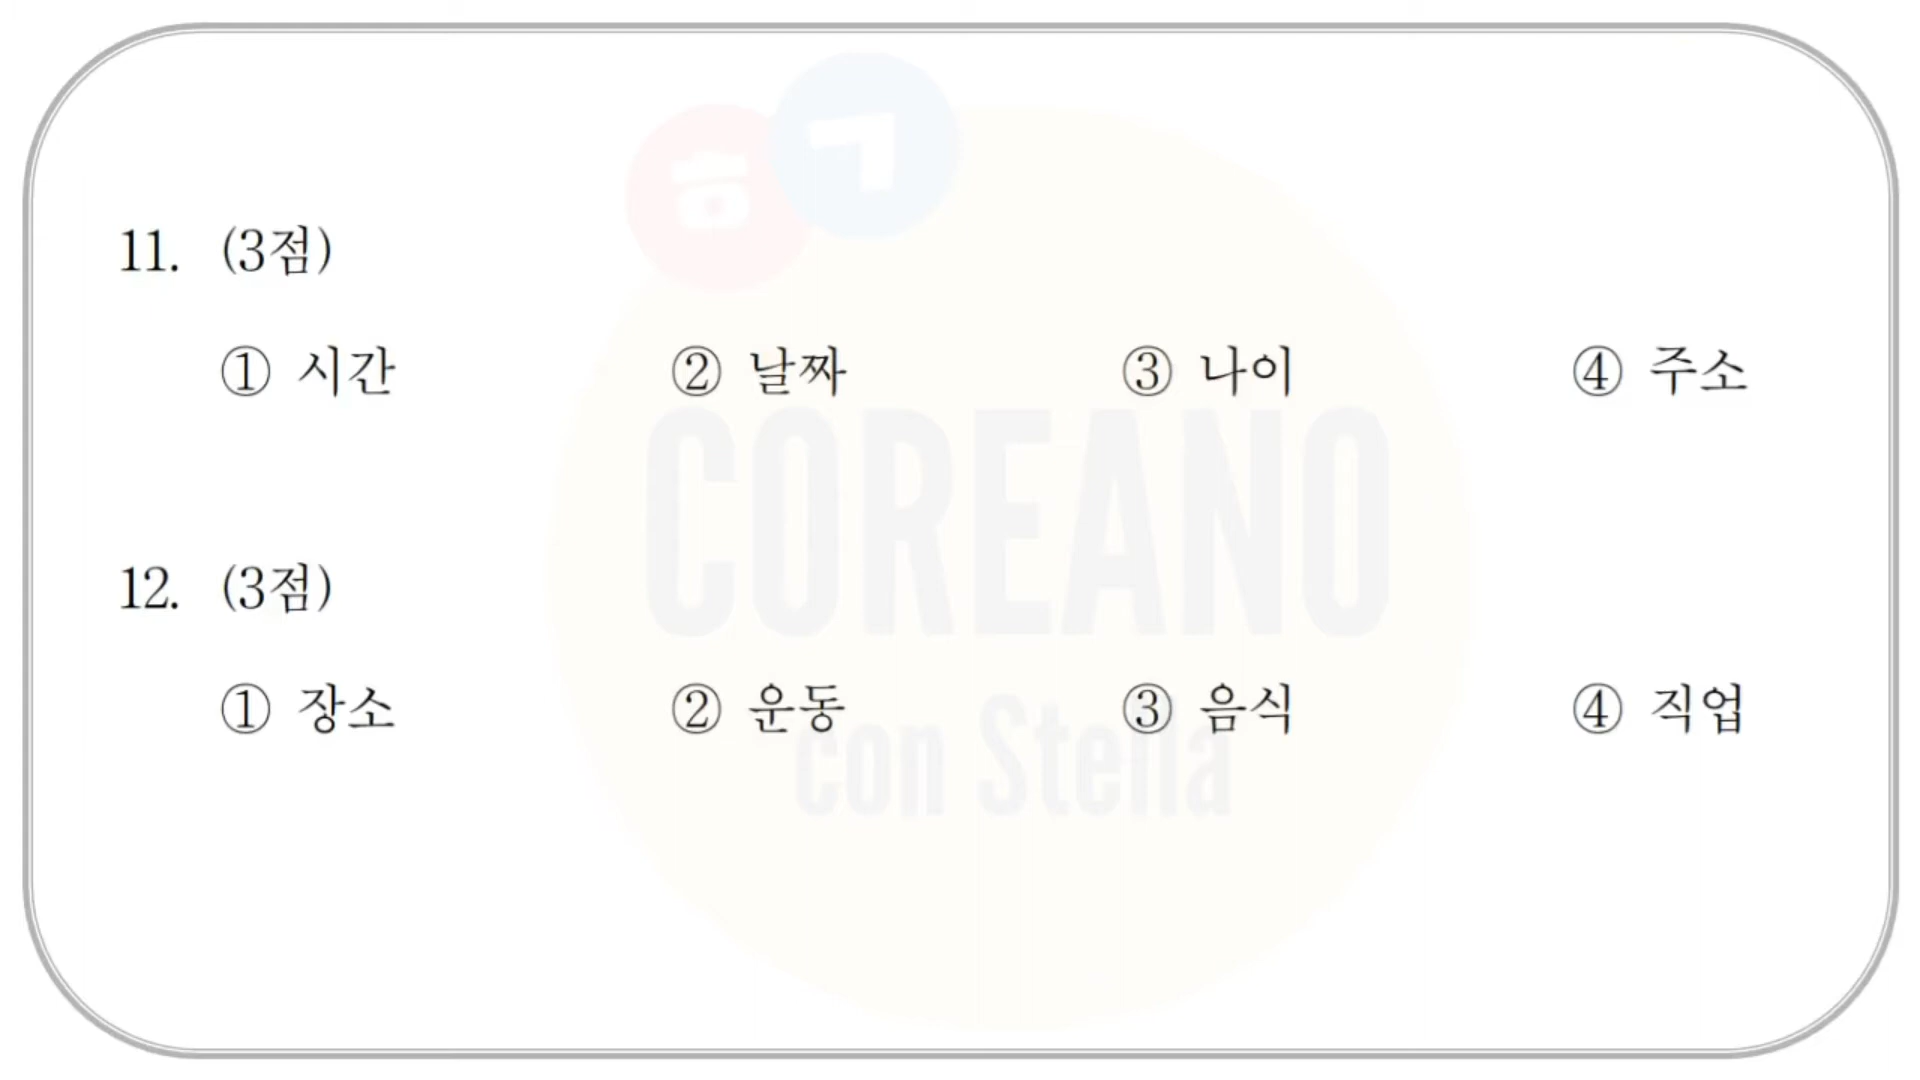 ㅎ ㄱ
11. (3점)
① 시간 ② 날짜 ③ 나이 ④ 주소
COREANO
12. (3점)
① 장소 ② 운동 ③ 음식 ④ 직업
con Stella